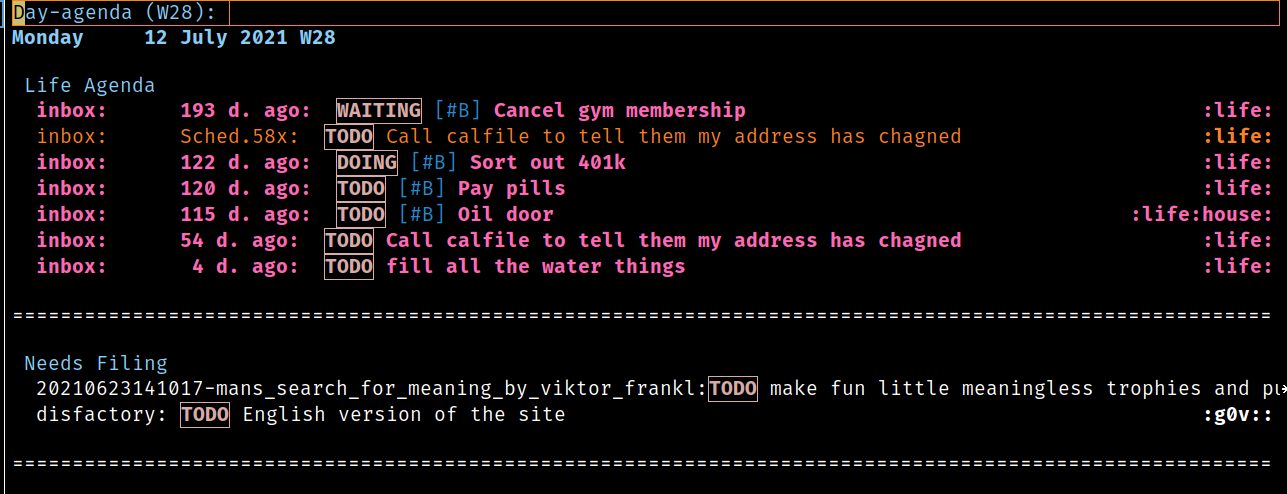 Day-agenda (W28):
Monday     12 July 2021 W28
Life Agenda
inbox:      193 d. ago:  WAITING [#B] Cancel gym membership :life:
inbox:      Sched.58x:  TODO Call calfile to tell them my address has chagned :life:
inbox:      122 d. ago:  DOING [#B] Sort out 401k :life:
inbox:      120 d. ago:  TODO [#B] Pay pills :life:
inbox:      115 d. ago:  TODO [#B] Oil door :life:house:
inbox:      54 d. ago:  TODO Call calfile to tell them my address has chagned :life:
inbox:       4 d. ago:  TODO fill all the water things :life:
=========================================================================================================
Needs Filing
20210623141017-mans_search_for_meaning_by_viktor_frankl:TODO make fun little meaningless trophies and pu
disfactory: TODO English version of the site :g0v::
=========================================================================================================